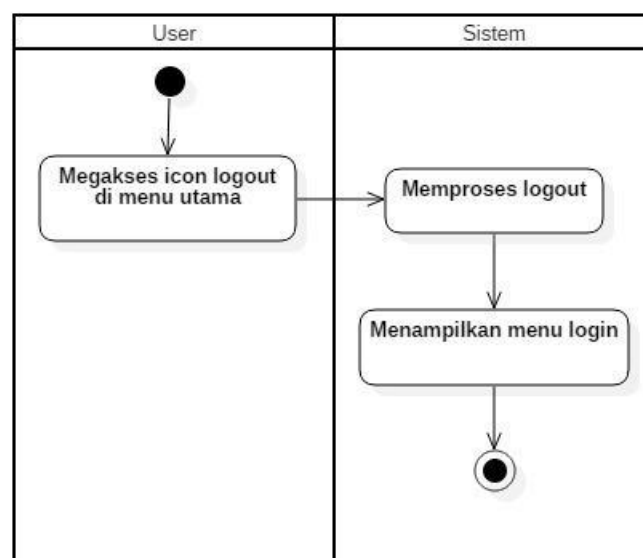 User
Sistem
Megakses icon logout
di menu utama
Memproses logout
Menampilkan menu login